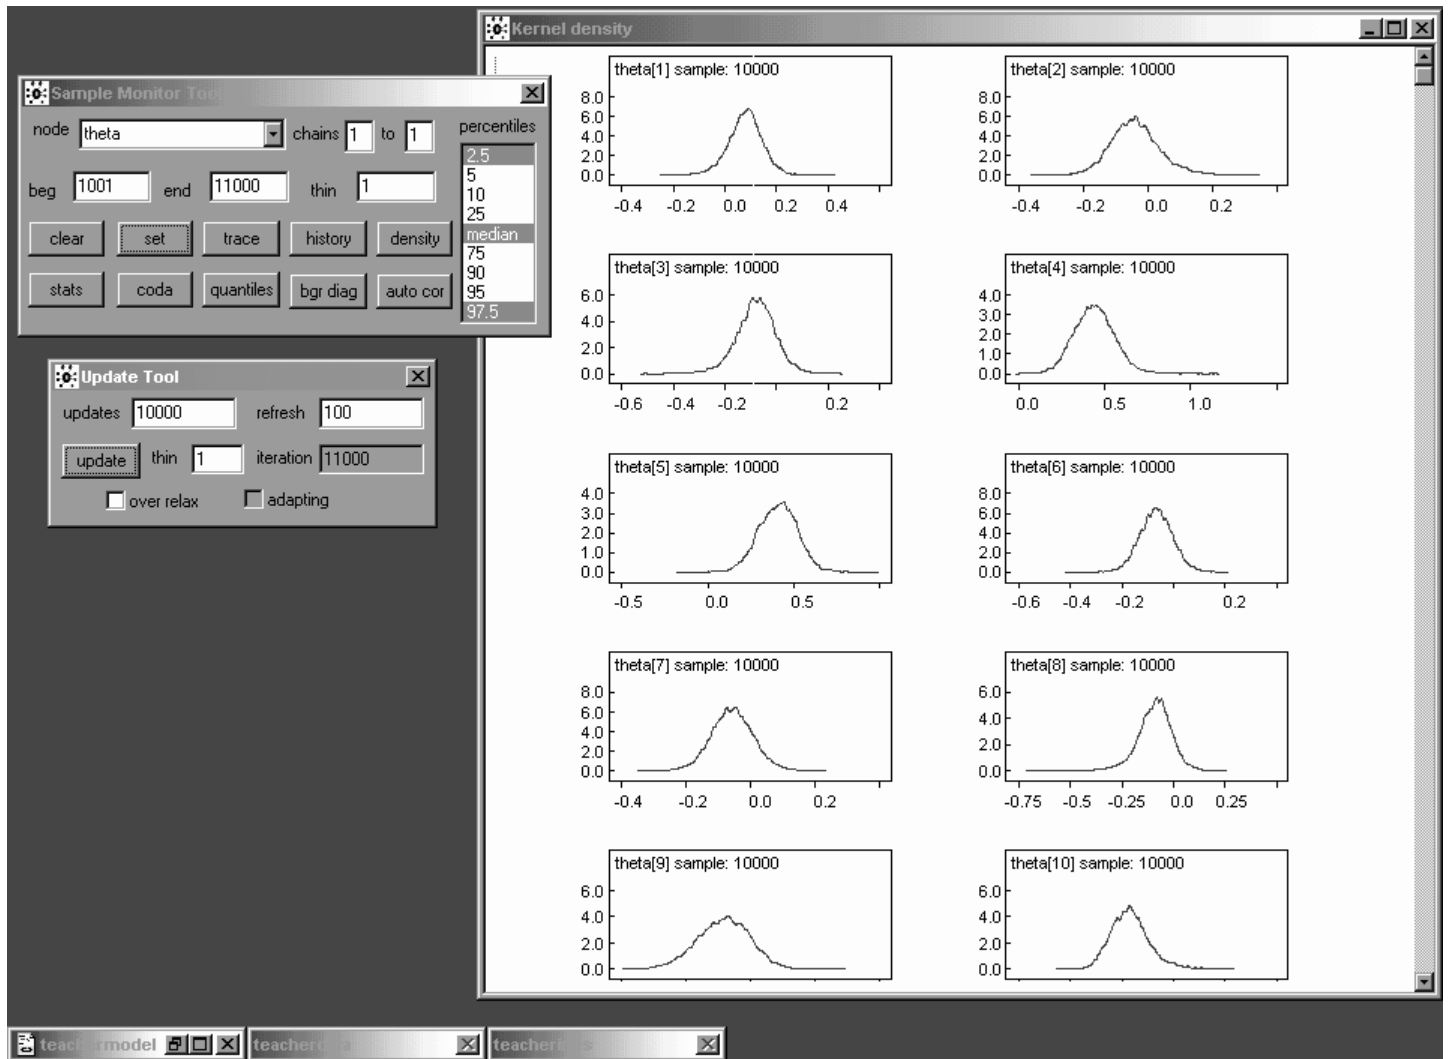 Kernel density
Sample Monitor Tool
node theta chains 1 to 1 percentiles
beg 1001 end 11000 thin 1
2.5
5
10
25
median
75
90
95
97.5
clear set trace history density
stats coda quantiles bgr diag auto cor
Update Tool
updates 10000 refresh 100
update thin 1 iteration 11000
over relax adapting
theta[1] sample: 10000
8.0
6.0
4.0
2.0
0.0
-0.4 -0.2 0.0 0.2 0.4
theta[2] sample: 10000
8.0
6.0
4.0
2.0
0.0
-0.4 -0.2 0.0 0.2
theta[3] sample: 10000
6.0
4.0
2.0
0.0
-0.6 -0.4 -0.2 0.2
theta[4] sample: 10000
4.0
3.0
2.0
1.0
0.0
0.0 0.5 1.0
theta[5] sample: 10000
4.0
3.0
2.0
1.0
0.0
-0.5 0.0 0.5
theta[6] sample: 10000
8.0
6.0
4.0
2.0
0.0
-0.6 -0.4 -0.2 0.2
theta[7] sample: 10000
8.0
6.0
4.0
2.0
0.0
-0.4 -0.2 0.0 0.2
theta[8] sample: 10000
6.0
4.0
2.0
0.0
-0.75 -0.5 -0.25 0.0 0.25
theta[9] sample: 10000
6.0
4.0
2.0
0.0
theta[10] sample: 10000
6.0
4.0
2.0
0.0